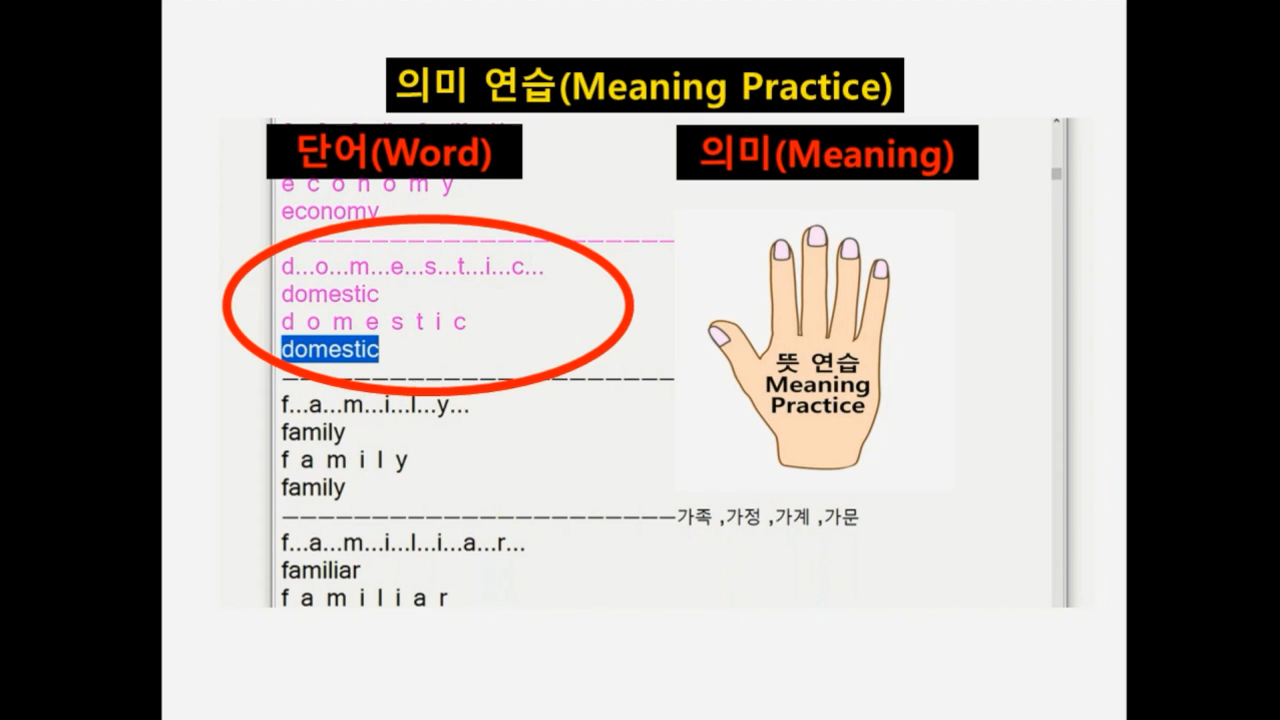 의미 연습(Meaning Practice)
단어(Word)
의미(Meaning)
e c o n o m y
economy
d...o...m...e...s...t...i...c...
domestic
d o m e s t i c
domestic
f...a...m...i...l...y...
family
f a m i l y
family
가족 ,가정 ,가계 ,가문
f...a...m...i...l...i...a...r...
familiar
f a m i l i a r
뜻 연습
Meaning
Practice